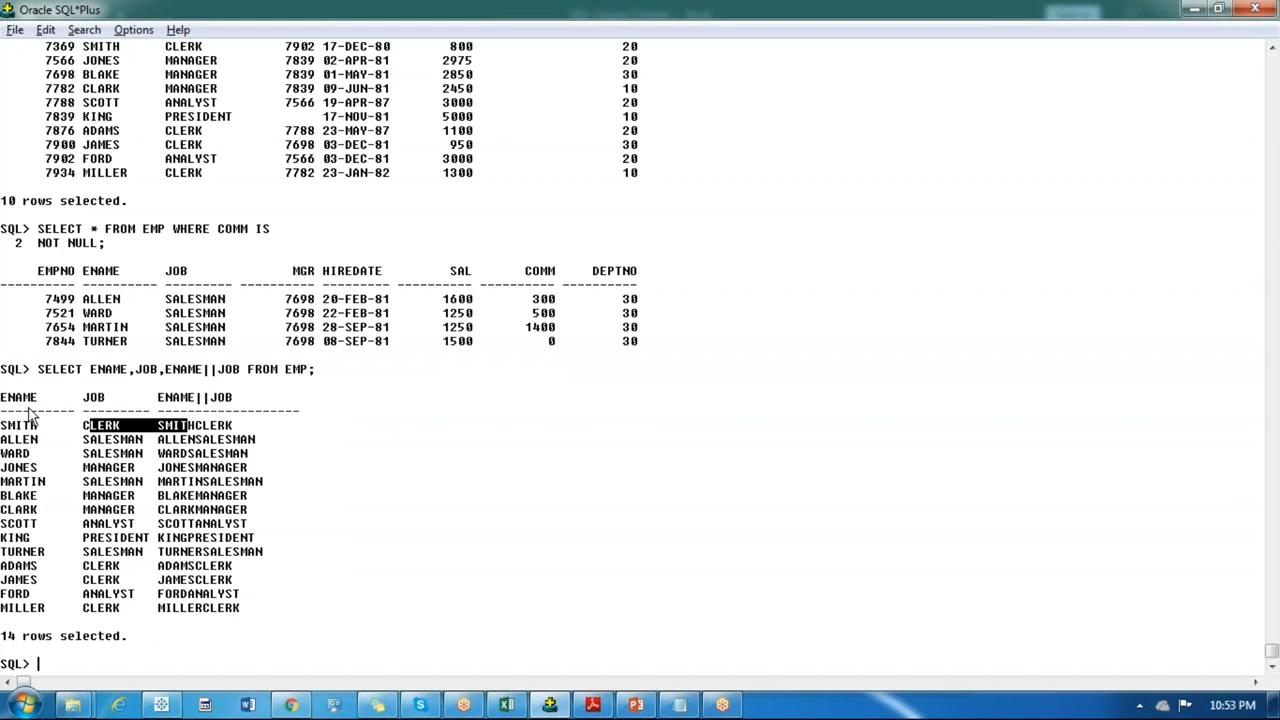 Oracle SQL*Plus
File Edit Search Options Help
7369 SMITH CLERK 7902 17-DEC-80 800 20
7566 JONES MANAGER 7839 02-APR-81 2975 20
7698 BLAKE MANAGER 7839 01-MAY-81 2850 30
7782 CLARK MANAGER 7839 09-JUN-81 2450 10
7788 SCOTT ANALYST 7566 19-APR-87 3000 20
7839 KING PRESIDENT 17-NOV-81 5000 10
7876 ADAMS CLERK 7788 23-MAY-87 1100 20
7900 JAMES CLERK 7698 03-DEC-81 950 30
7902 FORD ANALYST 7566 03-DEC-81 3000 20
7934 MILLER CLERK 7782 23-JAN-82 1300 10
10 rows selected.
SQL> SELECT * FROM EMP WHERE COMM IS
2 NOT NULL;
EMPNO ENAME JOB MGR HIREDATE SAL COMM DEPTNO
---------- ---------- --------- ---------- --------- ---------- ---------- ----------
7499 ALLEN SALESMAN 7698 20-FEB-81 1600 300 30
7521 WARD SALESMAN 7698 22-FEB-81 1250 500 30
7654 MARTIN SALESMAN 7698 28-SEP-81 1250 1400 30
7844 TURNER SALESMAN 7698 08-SEP-81 1500 0 30
SQL> SELECT ENAME,JOB,ENAME||JOB FROM EMP;
ENAME JOB ENAME||JOB
---------- --------- -------------------
SMITH CLERK SMITHCLERK
ALLEN SALESMAN ALLENSALESMAN
WARD SALESMAN WARDSALESMAN
JONES MANAGER JONESMANAGER
MARTIN SALESMAN MARTINSALESMAN
BLAKE MANAGER BLAKEMANAGER
CLARK MANAGER CLARKMANAGER
SCOTT ANALYST SCOTTANALYST
KING PRESIDENT KINGPRESIDENT
TURNER SALESMAN TURNERSALESMAN
ADAMS CLERK ADAMSCLERK
JAMES CLERK JAMESCLERK
FORD ANALYST FORDANALYST
MILLER CLERK MILLERCLERK
14 rows selected.
SQL>
10:53 PM